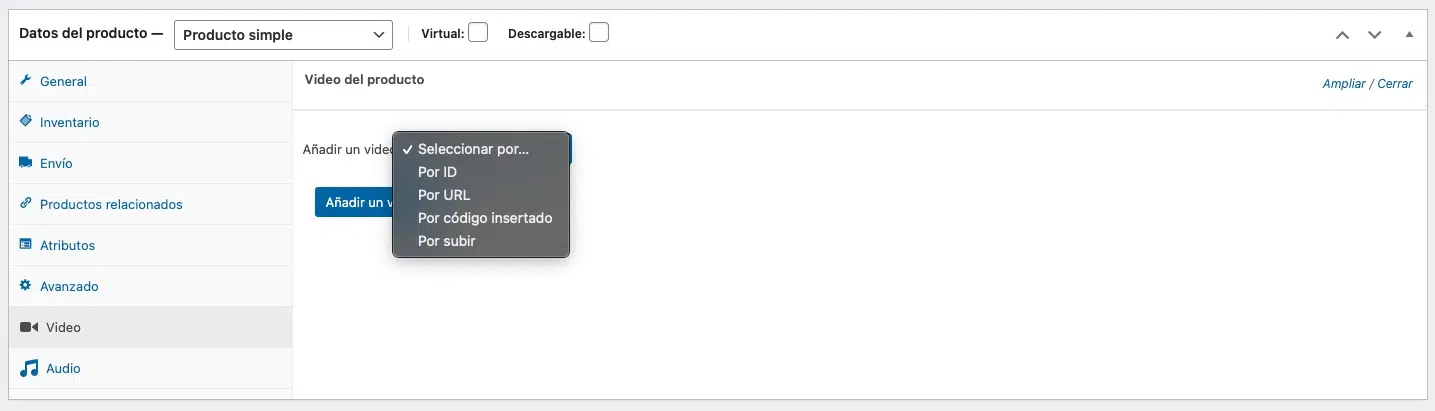 Datos del producto — Producto simple Virtual: Descargable:
General
Inventario
Envío
Productos relacionados
Atributos
Avanzado
Video
Audio
Video del producto
Ampliar / Cerrar
Añadir un video
Seleccionar por...
Por ID
Por URL
Por código insertado
Por subir
Añadir un v